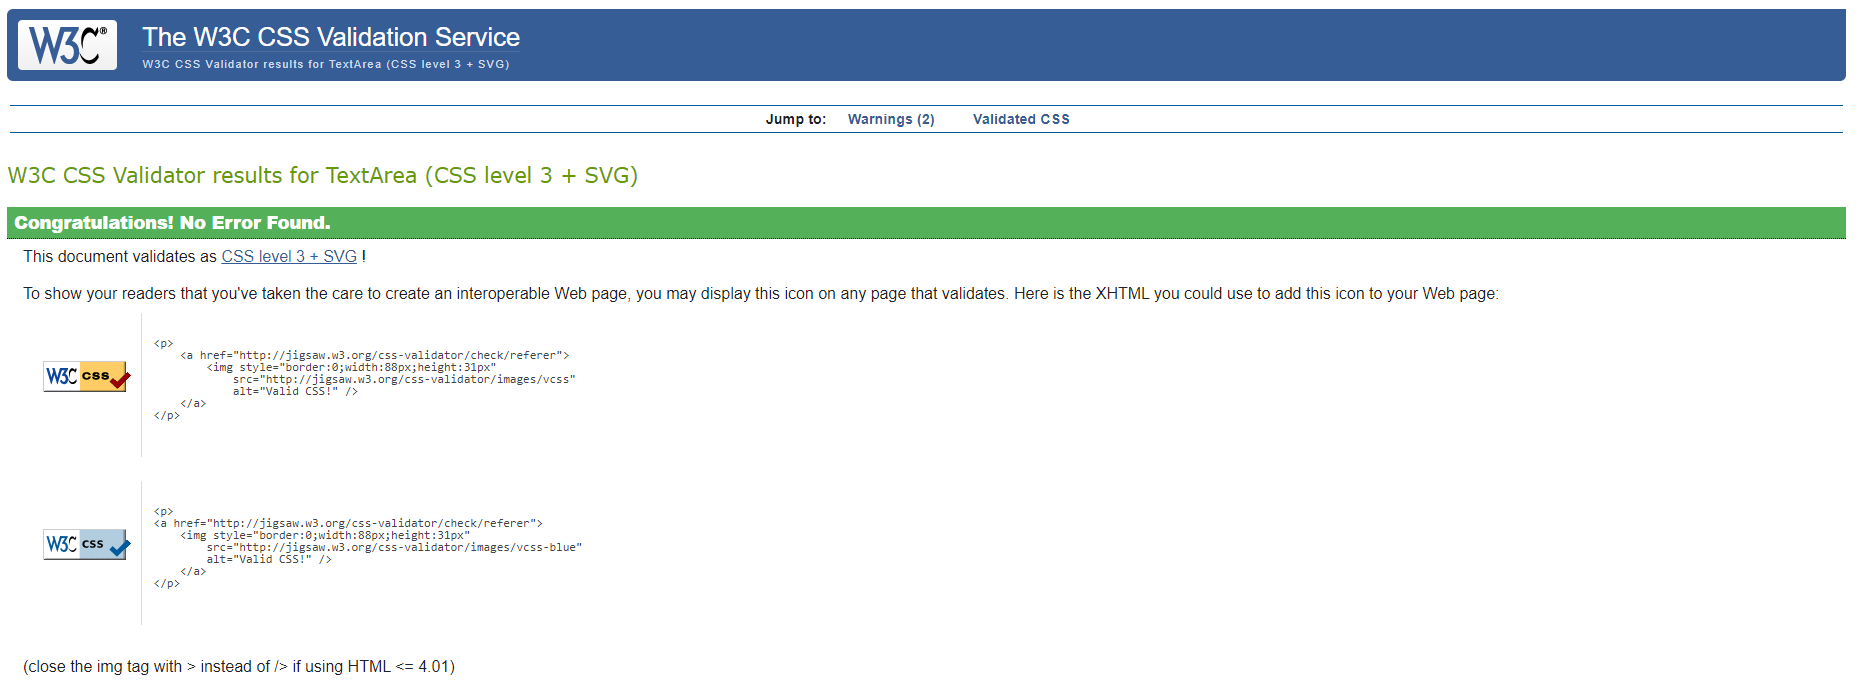 W3C® The W3C CSS Validation Service
W3C CSS Validator results for TextArea (CSS level 3 + SVG)
Jump to: Warnings (2) Validated CSS
W3C CSS Validator results for TextArea (CSS level 3 + SVG)
Congratulations! No Error Found.
This document validates as CSS level 3 + SVG !
To show your readers that you've taken the care to create an interoperable Web page, you may display this icon on any page that validates. Here is the XHTML you could use to add this icon to your Web page:
W3C css
<p>
<a href="http://jigsaw.w3.org/css-validator/check/referer">
<img style="border:0;width:88px;height:31px"
src="http://jigsaw.w3.org/css-validator/images/vcss"
alt="Valid CSS!" />
</a>
</p>
W3C css
<p>
<a href="http://jigsaw.w3.org/css-validator/check/referer">
<img style="border:0;width:88px;height:31px"
src="http://jigsaw.w3.org/css-validator/images/vcss-blue"
alt="Valid CSS!" />
</a>
</p>
(close the img tag with > instead of /> if using HTML <= 4.01)